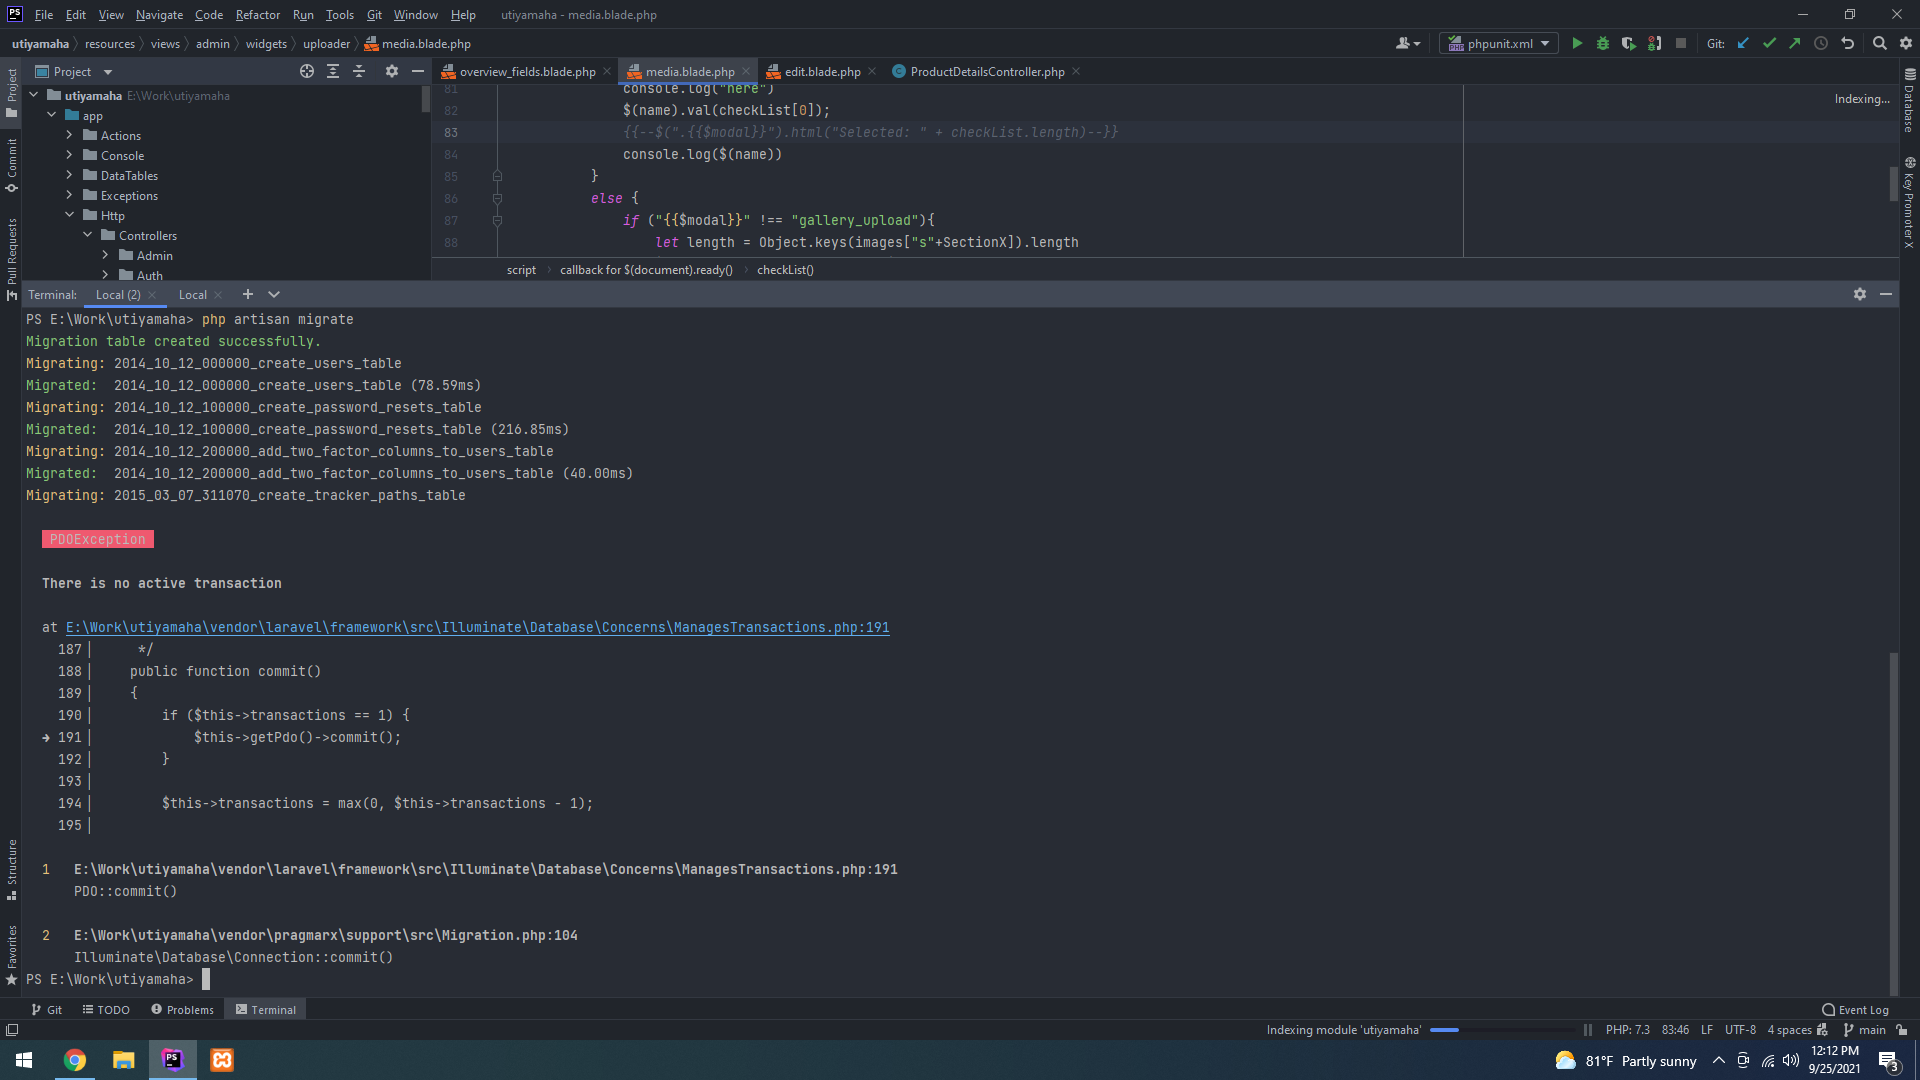 PS File Edit View Navigate Code Refactor Run Tools Git Window Help utiyamaha - media.blade.php
utiyamaha resources views admin widgets uploader media.blade.php phpunit.xml Git:
Project overview_fields.blade.php media.blade.php edit.blade.php ProductDetailsController.php
utiyamaha E:\Work\utiyamaha
app
Actions
Console
DataTables
Exceptions
Http
Controllers
Admin
Auth
81 console.log("here")
Indexing...
82 $(name).val(checkList[0]);
83 {{--$(".{{$modal}}").html("Selected: " + checkList.length)--}}
84 console.log($(name))
85 }
86 else {
87 if ("{{$modal}}" !== "gallery_upload"){
88 let length = Object.keys(images["s"+SectionX]).length
script callback for $(document).ready() checkList()
Project
Commit
Pull Requests
Structure
Favorites
Database
Key Promoter X
Terminal: Local (2) Local
PS E:\Work\utiyamaha> php artisan migrate
Migration table created successfully.
Migrating: 2014_10_12_000000_create_users_table
Migrated: 2014_10_12_000000_create_users_table (78.59ms)
Migrating: 2014_10_12_100000_create_password_resets_table
Migrated: 2014_10_12_100000_create_password_resets_table (216.85ms)
Migrating: 2014_10_12_200000_add_two_factor_columns_to_users_table
Migrated: 2014_10_12_200000_add_two_factor_columns_to_users_table (40.00ms)
Migrating: 2015_03_07_311070_create_tracker_paths_table
PDOException
There is no active transaction
at E:\Work\utiyamaha\vendor\laravel\framework\src\Illuminate\Database\Concerns\ManagesTransactions.php:191
187| */
188| public function commit()
189| {
190| if ($this->transactions == 1) {
➜ 191| $this->getPdo()->commit();
192| }
193|
194| $this->transactions = max(0, $this->transactions - 1);
195|
1 E:\Work\utiyamaha\vendor\laravel\framework\src\Illuminate\Database\Concerns\ManagesTransactions.php:191
PDO::commit()
2 E:\Work\utiyamaha\vendor\pragmarx\support\src\Migration.php:104
Illuminate\Database\Connection::commit()
PS E:\Work\utiyamaha>
Git TODO Problems Terminal Event Log
Indexing module 'utiyamaha' PHP: 7.3 83:46 LF UTF-8 4 spaces main
PS 81°F Partly sunny 12:12 PM
9/25/2021 3